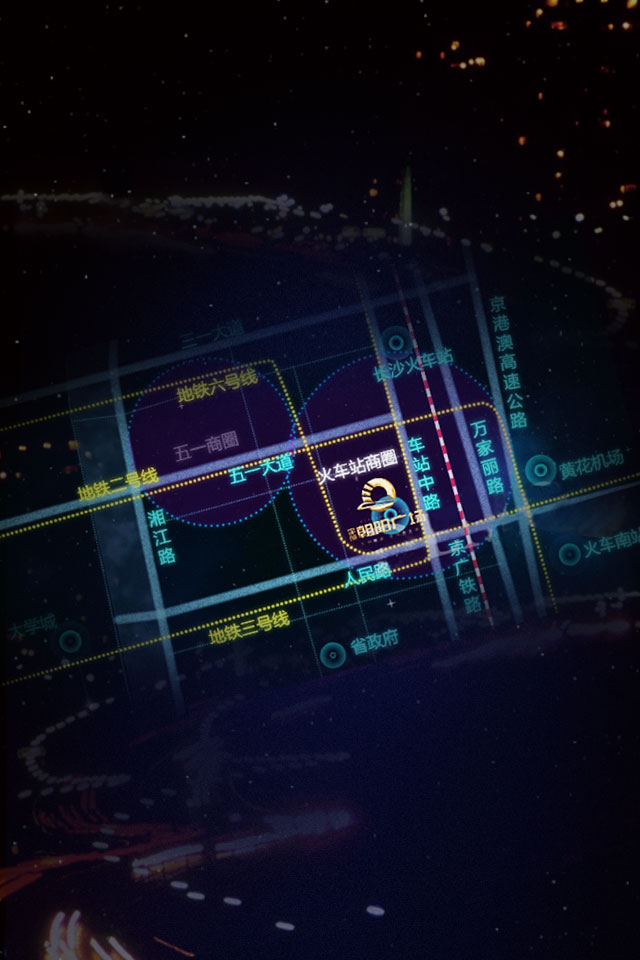 三一大道
京港澳高速公路
长沙火车站
地铁六号线
五一商圈
万家丽路
五一大道
火车站商圈
车站中路
黄花机场
地铁二号线
湘江路
朝阳
京广铁路
火车南站
人民路
大学城
地铁三号线
省政府